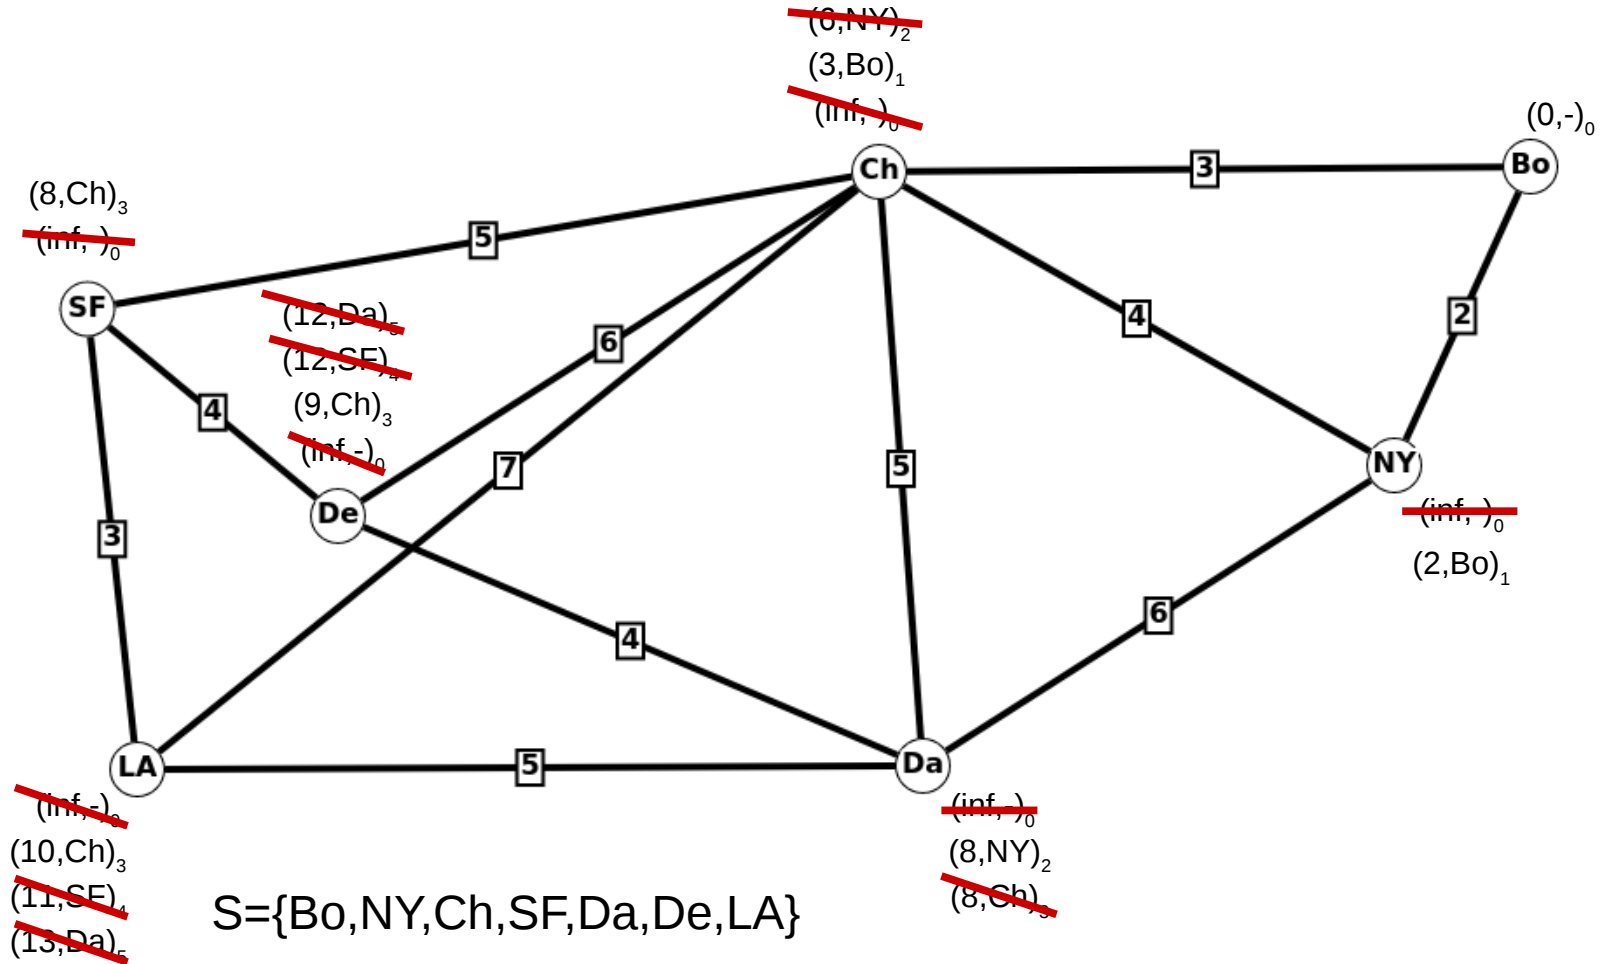 (6,NY)2
(3,Bo)1
(inf,-)0
(0,-)0
Ch
3
Bo
(8,Ch)3
(inf,-)0
5
SF
(12,Da)5
(12,SF)4
(9,Ch)3
(inf,-)0
6
4
2
4
7
5
NY
(inf,-)0
(2,Bo)1
De
3
4
6
LA
5
Da
(inf,-)0
(10,Ch)3
(11,SF)4
(13,Da)5
(inf,-)0
(8,NY)2
(8,Ch)3
S={Bo,NY,Ch,SF,Da,De,LA}